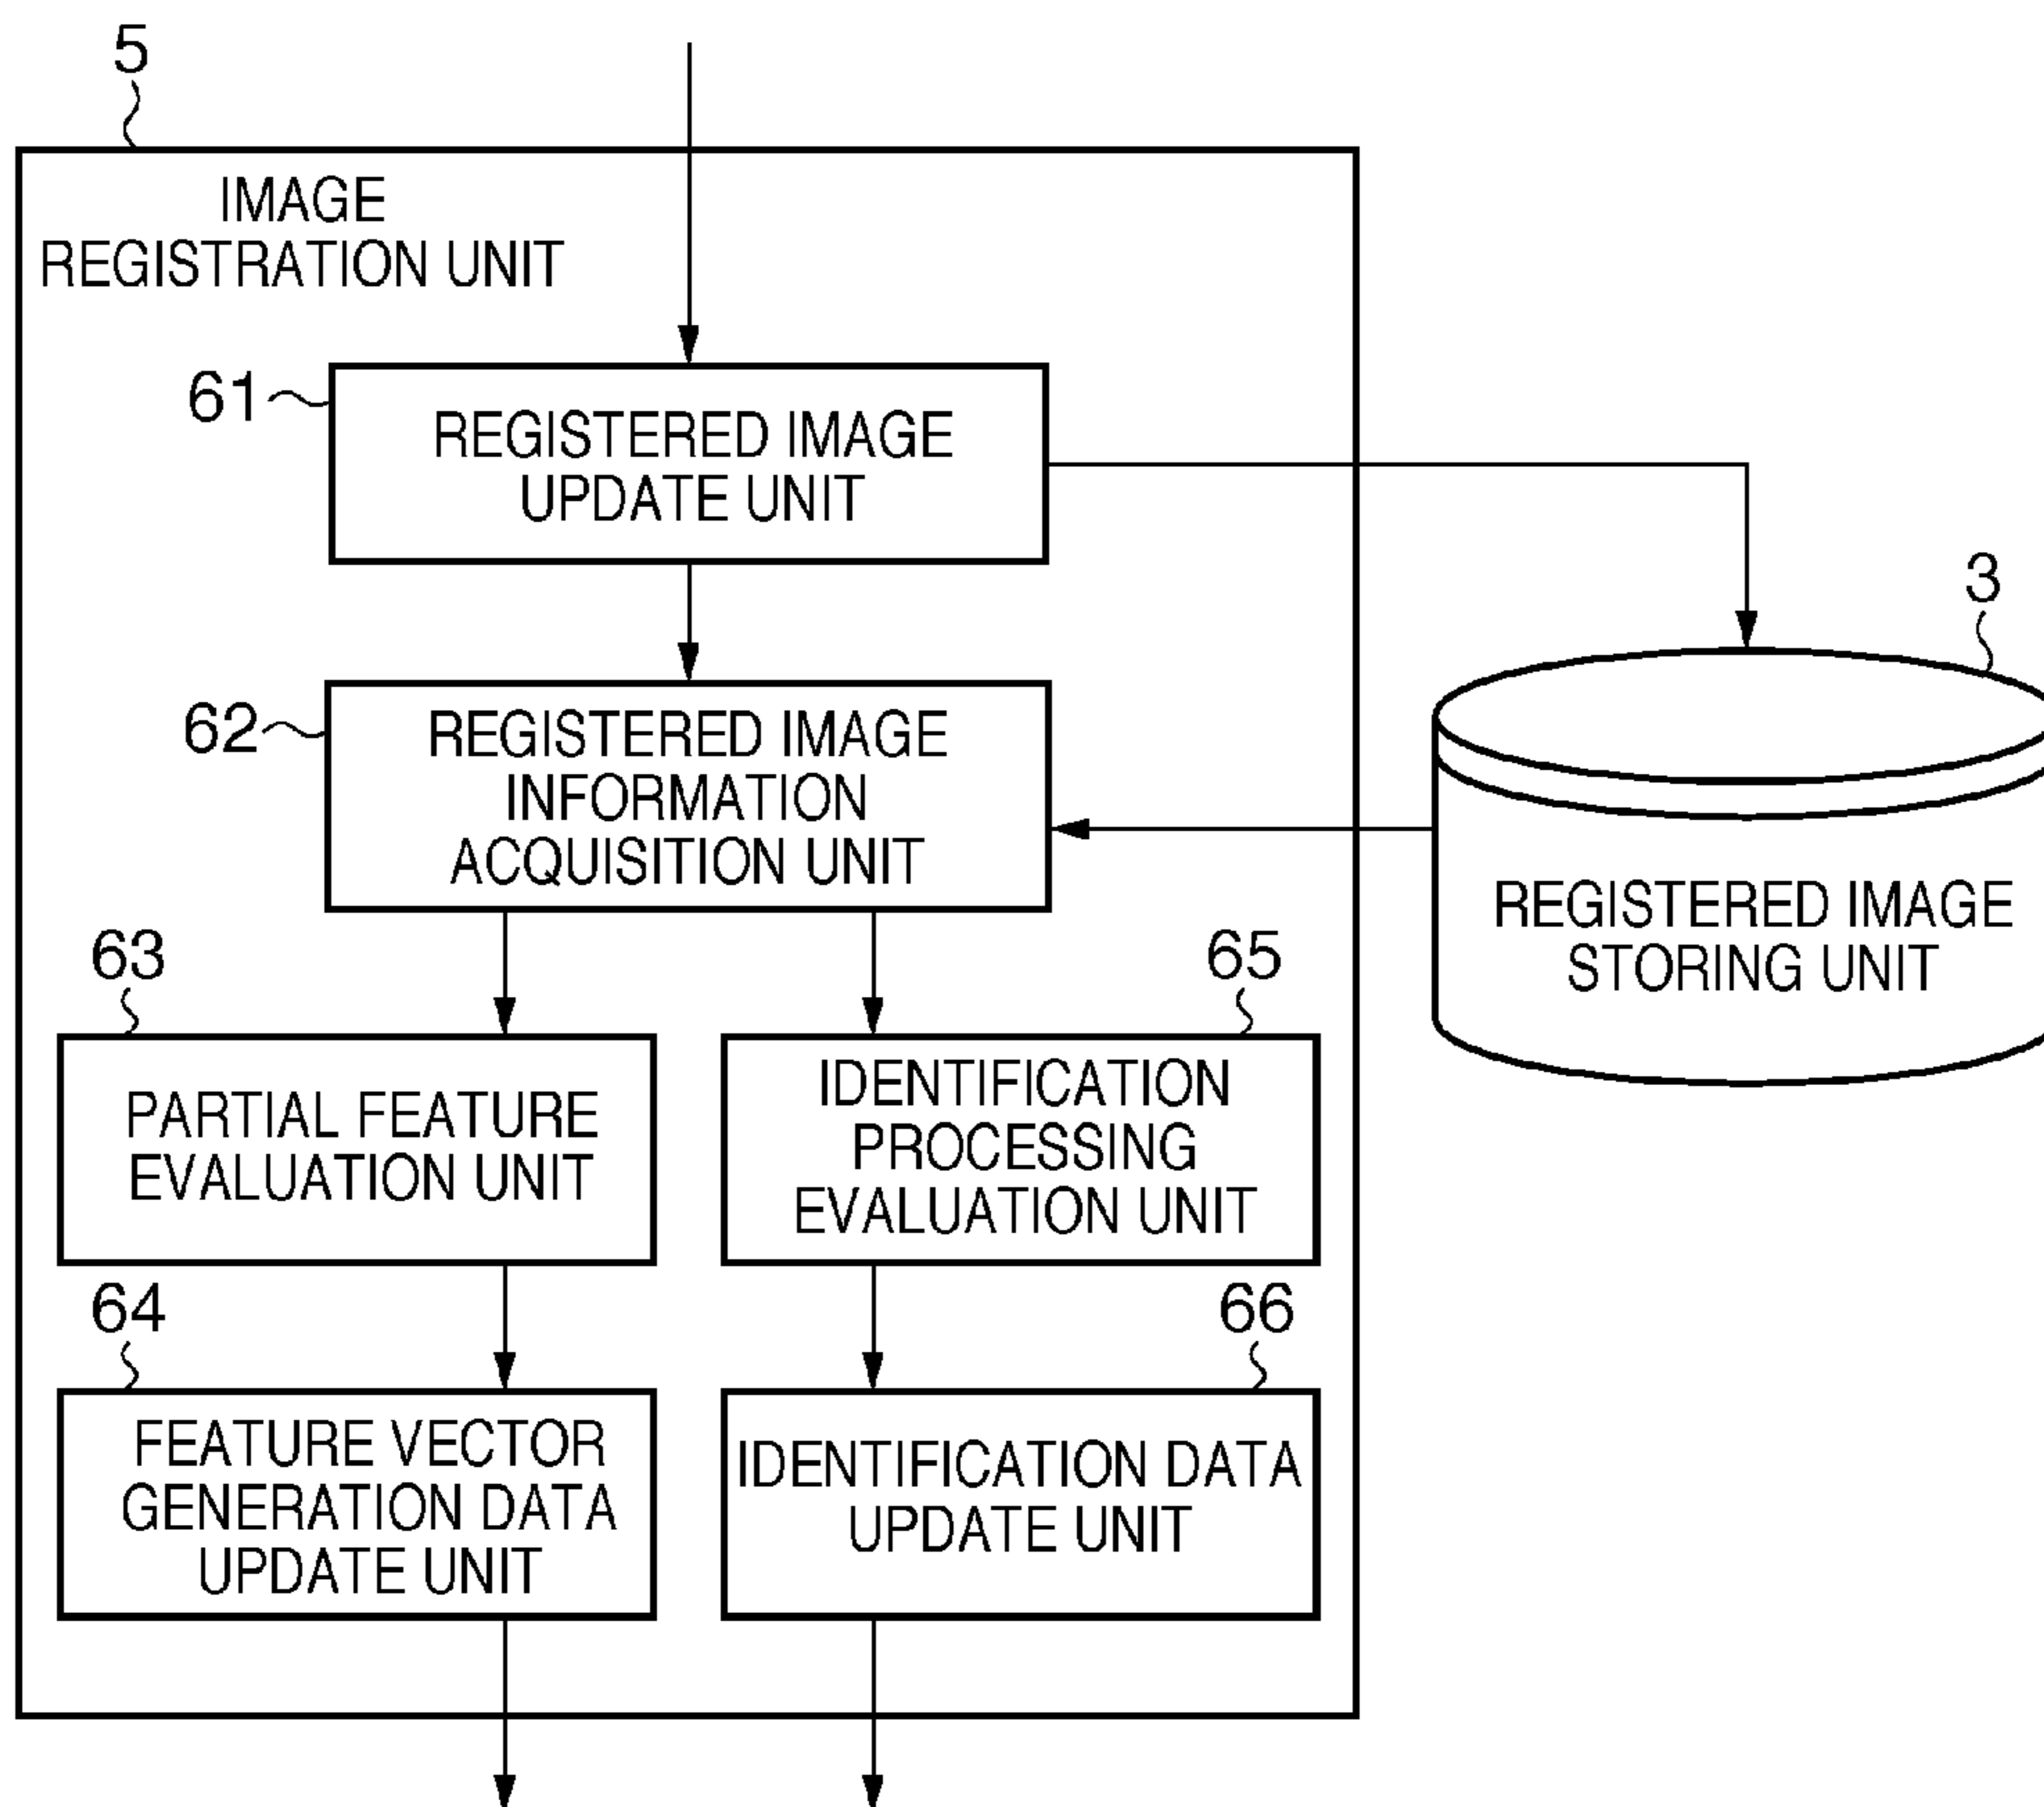 5
IMAGE
REGISTRATION UNIT
61
REGISTERED IMAGE
UPDATE UNIT
3
62
REGISTERED IMAGE
INFORMATION
ACQUISITION UNIT
REGISTERED IMAGE
STORING UNIT
63
PARTIAL FEATURE
EVALUATION UNIT
65
IDENTIFICATION
PROCESSING
EVALUATION UNIT
64
FEATURE VECTOR
GENERATION DATA
UPDATE UNIT
66
IDENTIFICATION DATA
UPDATE UNIT